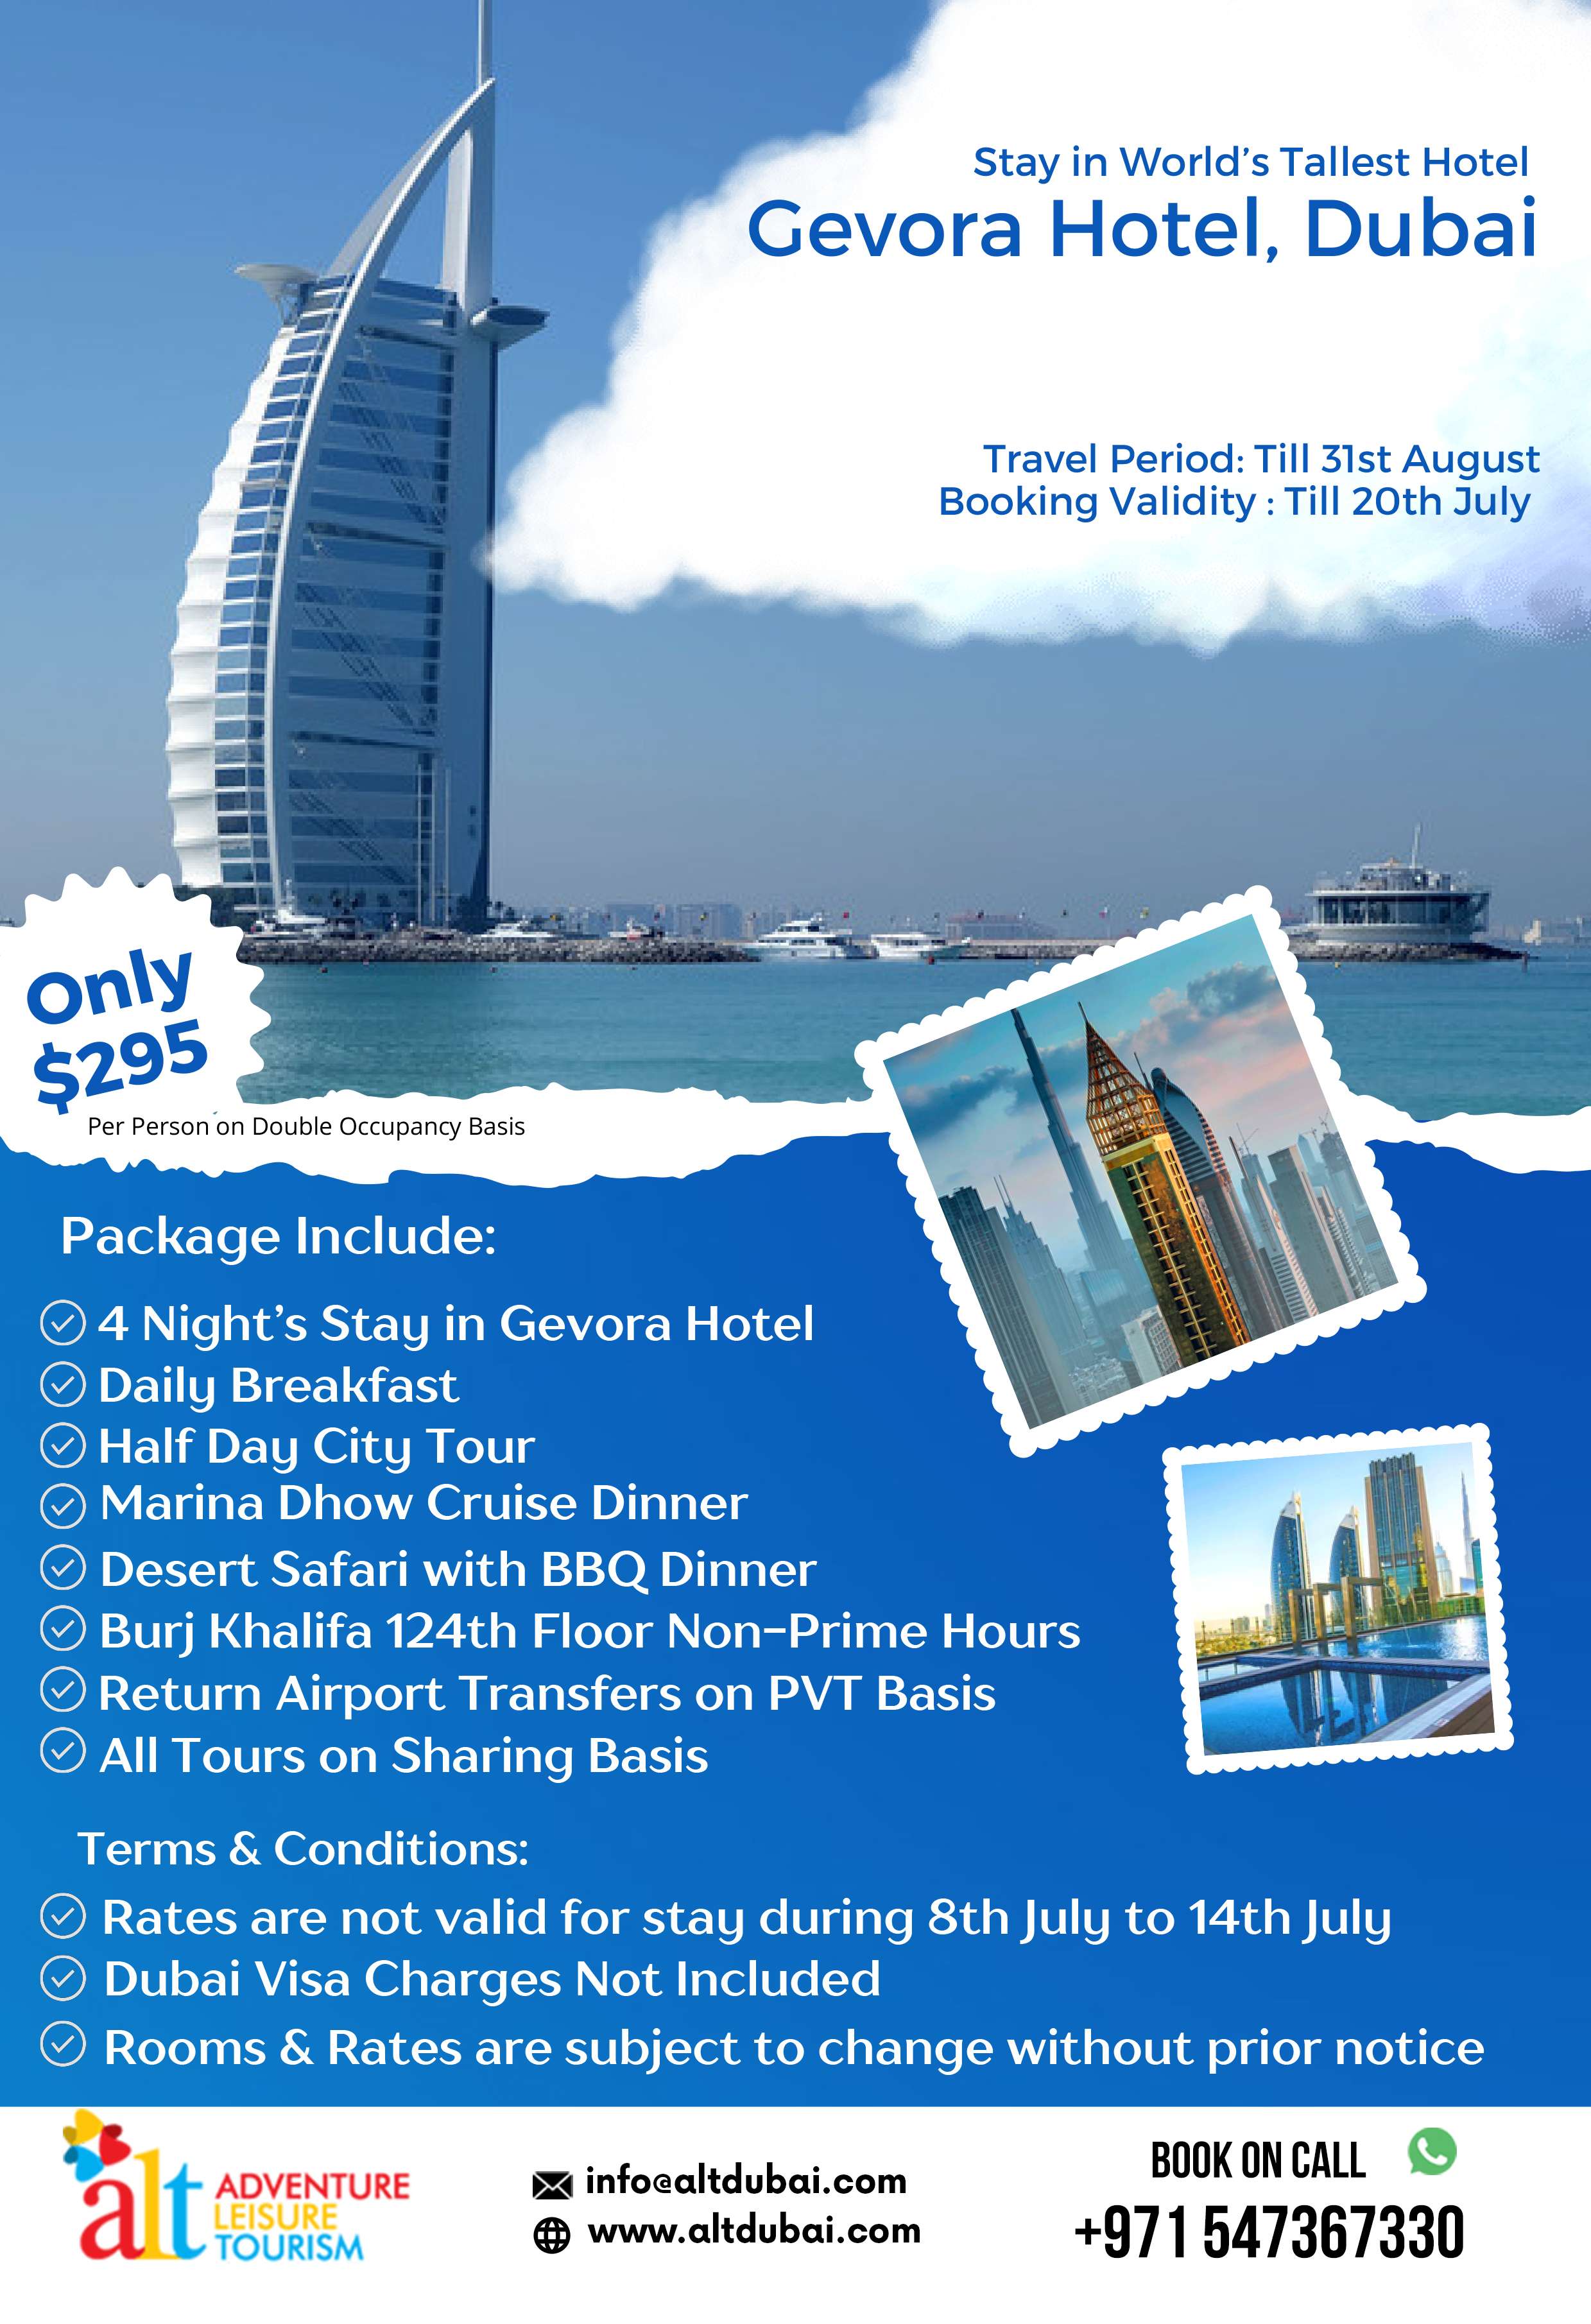 Stay in World's Tallest Hotel
Gevora Hotel, Dubai
Travel Period: Till 31st August
Booking Validity : Till 20th July
Only
$295
Per Person on Double Occupancy Basis
Package Include:
4 Night's Stay in Gevora Hotel
Daily Breakfast
Half Day City Tour
Marina Dhow Cruise Dinner
Desert Safari with BBQ Dinner
Burj Khalifa 124th Floor Non-Prime Hours
Return Airport Transfers on PVT Basis
All Tours on Sharing Basis
Terms & Conditions:
Rates are not valid for stay during 8th July to 14th July
Dubai Visa Charges Not Included
Rooms & Rates are subject to change without prior notice
alt ADVENTURE
LEISURE
TOURISM
info@altdubai.com
www.altdubai.com
BOOK ON CALL
+971 547367330